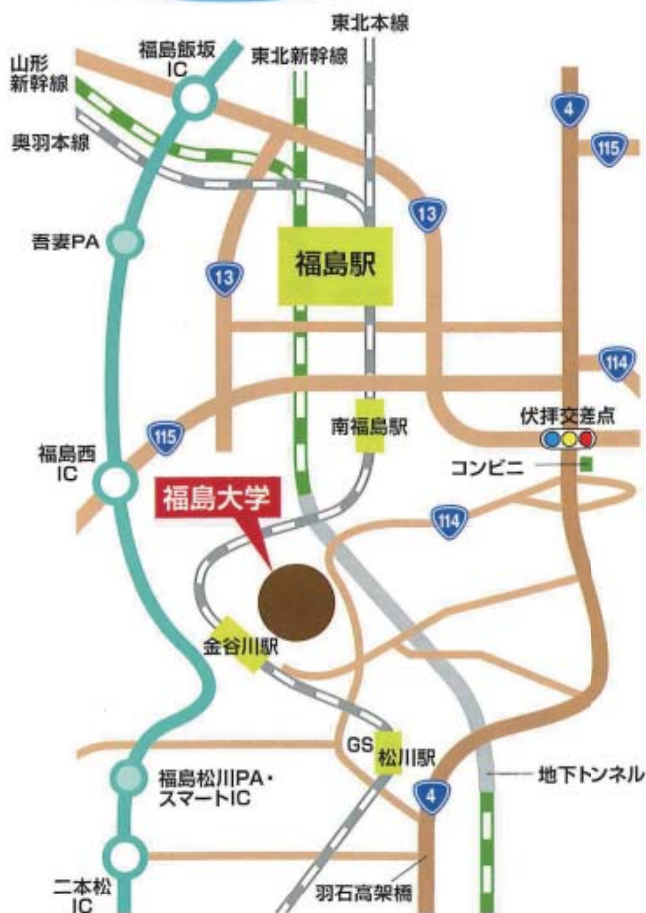 東北本線
福島飯坂
IC
東北新幹線
山形
新幹線
奥羽本線
4
115
13
吾妻PA
福島駅
13
114
115
南福島駅
伏拝交差点
福島西
IC
コンビニ
福島大学
114
金谷川駅
GS
松川駅
福島松川PA・
スマートIC
地下トンネル
4
二本松
IC
羽石高架橋